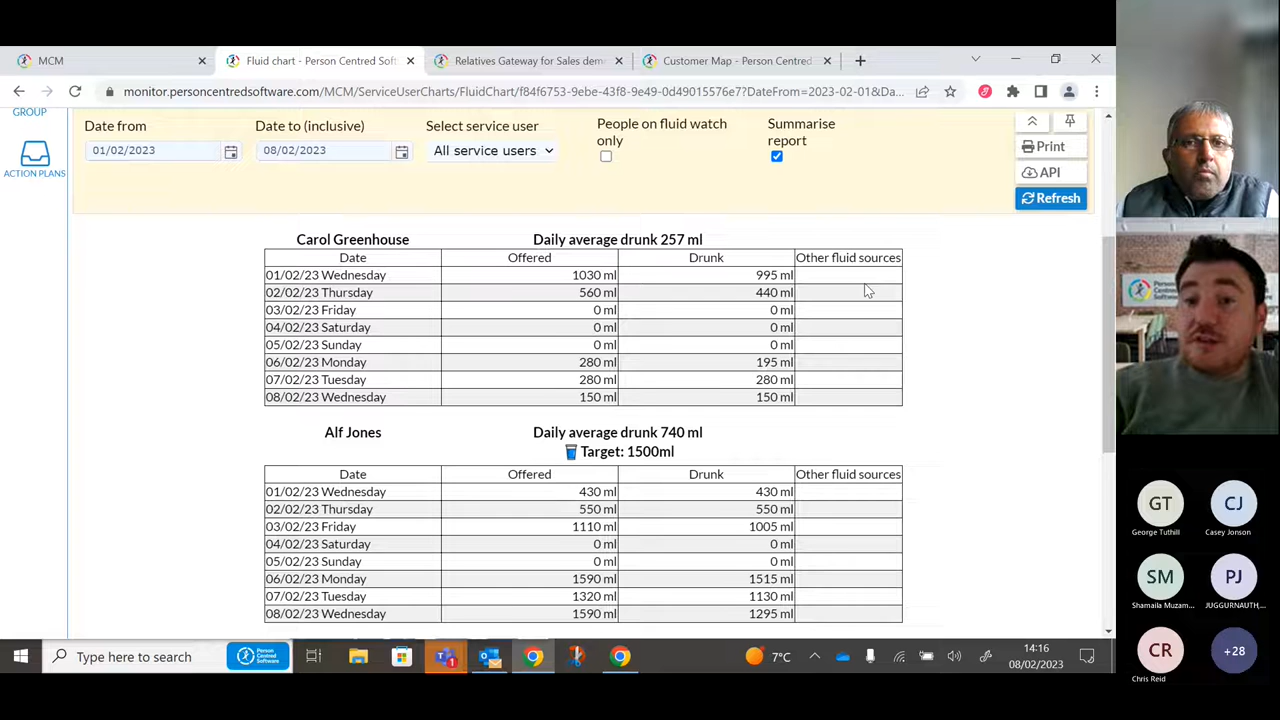 MCM
Fluid chart - Person Centred Soft
Relatives Gateway for Sales dem
Customer Map - Person Centred
monitor.personcentredsoftware.com/MCM/ServiceUserCharts/FluidChart/f84f6753-9ebe-43f8-9e49-0d49015576e7?DateFrom=2023-02-01&Da...
GROUP
ACTION PLANS
Date from
01/02/2023
Date to (inclusive)
08/02/2023
Select service user
All service users
People on fluid watch
only
Summarise
report
Print
API
Refresh
Carol Greenhouse Daily average drunk 257 ml
Date Offered Drunk Other fluid sources
01/02/23 Wednesday 1030 ml 995 ml
02/02/23 Thursday 560 ml 440 ml
03/02/23 Friday 0 ml 0 ml
04/02/23 Saturday 0 ml 0 ml
05/02/23 Sunday 0 ml 0 ml
06/02/23 Monday 280 ml 195 ml
07/02/23 Tuesday 280 ml 280 ml
08/02/23 Wednesday 150 ml 150 ml
Alf Jones Daily average drunk 740 ml
Target: 1500ml
Date Offered Drunk Other fluid sources
01/02/23 Wednesday 430 ml 430 ml
02/02/23 Thursday 550 ml 550 ml
03/02/23 Friday 1110 ml 1005 ml
04/02/23 Saturday 0 ml 0 ml
05/02/23 Sunday 0 ml 0 ml
06/02/23 Monday 1590 ml 1515 ml
07/02/23 Tuesday 1320 ml 1130 ml
08/02/23 Wednesday 1590 ml 1295 ml
Type here to search
Person
Centred
Software
1
7°C
14:16
08/02/2023
GT
George Tuthill
CJ
Casey Jonson
SM
Shamaila Muzam...
PJ
JUGGURNAUTH,...
CR
Chris Reid
+28